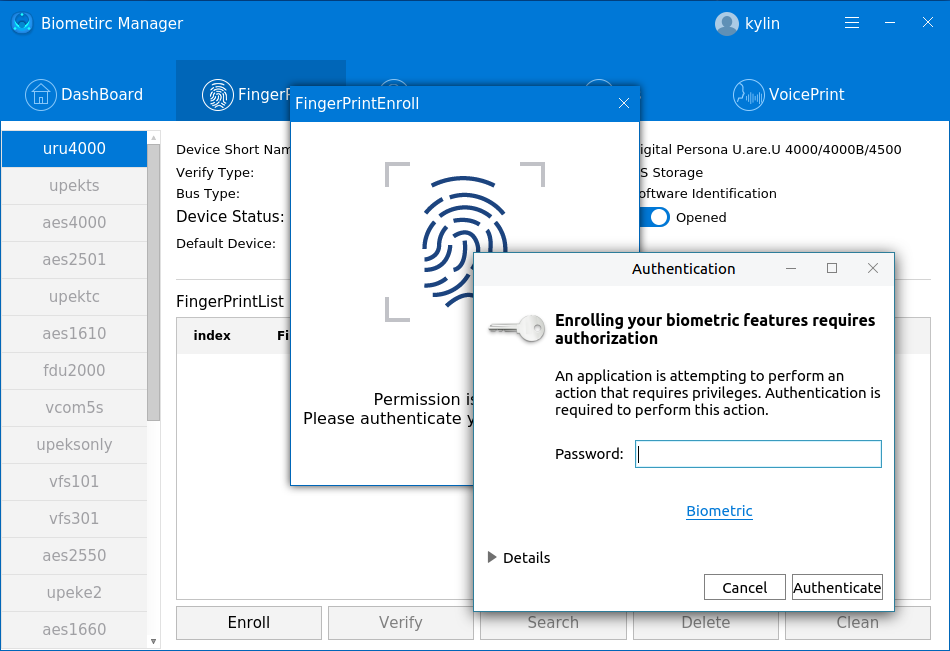 Biometirc Manager
kylin
DashBoard
FingerP
VoicePrint
FingerPrintEnroll
uru4000
upekts
aes4000
aes2501
upektc
aes1610
fdu2000
vcom5s
upeksonly
vfs101
vfs301
aes2550
upeke2
aes1660
Device Short Nam
igital Persona U.are.U 4000/4000B/4500
Verify Type:
S Storage
Bus Type:
oftware Identification
Device Status:
Opened
Default Device:
FingerPrintList
index
Fi
Permission is
Please authenticate y
Authentication
Enrolling your biometric features requires
authorization
An application is attempting to perform an
action that requires privileges. Authentication is
required to perform this action.
Password:
Biometric
Details
Cancel
Authenticate
Enroll
Verify
Search
Delete
Clean